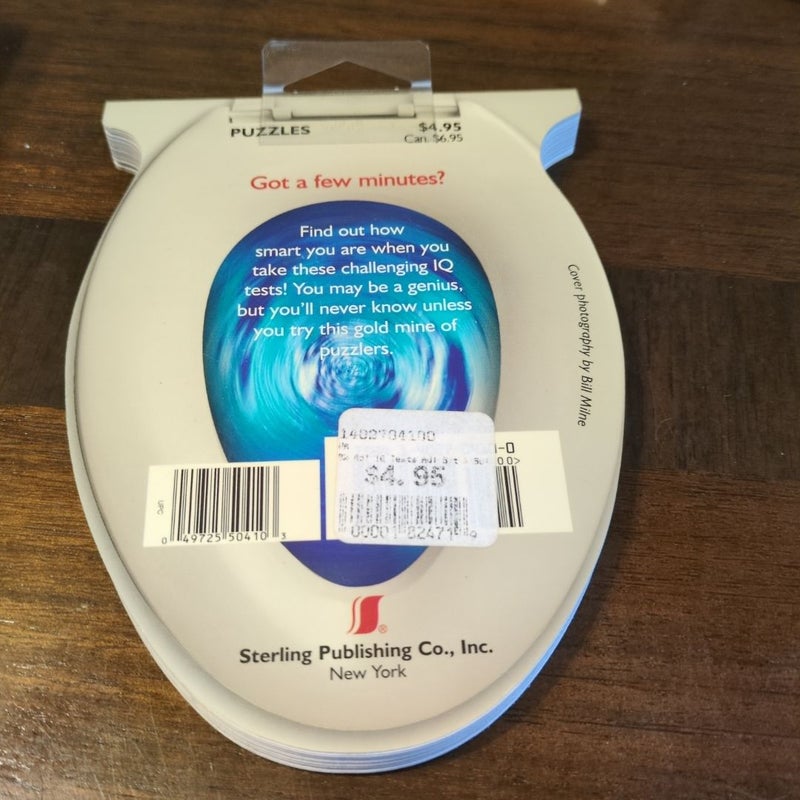 PUZZLES
$4.95
Can. $6.95
Got a few minutes?
Find out how
smart you are when you
take these challenging IQ
tests! You may be a genius,
but you'll never know unless
you try this gold mine of
puzzlers.
Cover photography by Bill Milne
1402704100
$4.95
UPC
0 49725 50410 3
Sterling Publishing Co., Inc.
New York